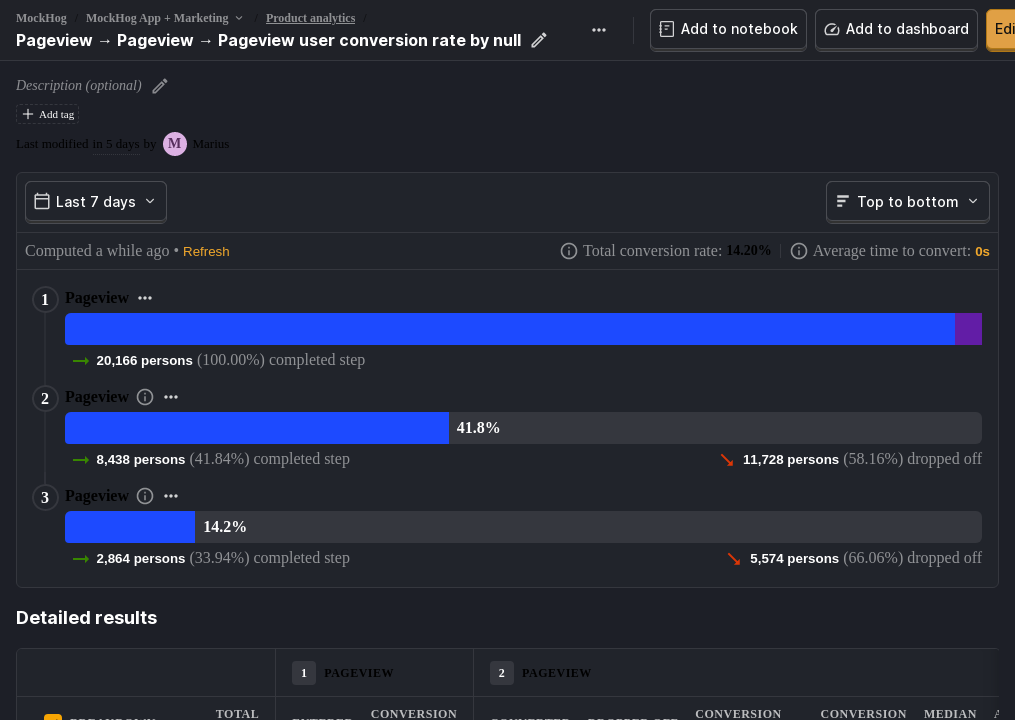 MockHog / MockHog App + Marketing / Product analytics /
Pageview → Pageview → Pageview user conversion rate by null
Add to notebook
Add to dashboard
Edi
Description (optional)
Add tag
Last modified in 5 days by M Marius
Last 7 days
Top to bottom
Computed a while ago • Refresh
Total conversion rate: 14.20%
Average time to convert: 0s
1 Pageview
20,166 persons (100.00%) completed step
2 Pageview
41.8%
8,438 persons (41.84%) completed step
11,728 persons (58.16%) dropped off
3 Pageview
14.2%
2,864 persons (33.94%) completed step
5,574 persons (66.06%) dropped off
Detailed results
1 PAGEVIEW
2 PAGEVIEW
TOTAL
CONVERSION
CONVERSION
CONVERSION
MEDIAN